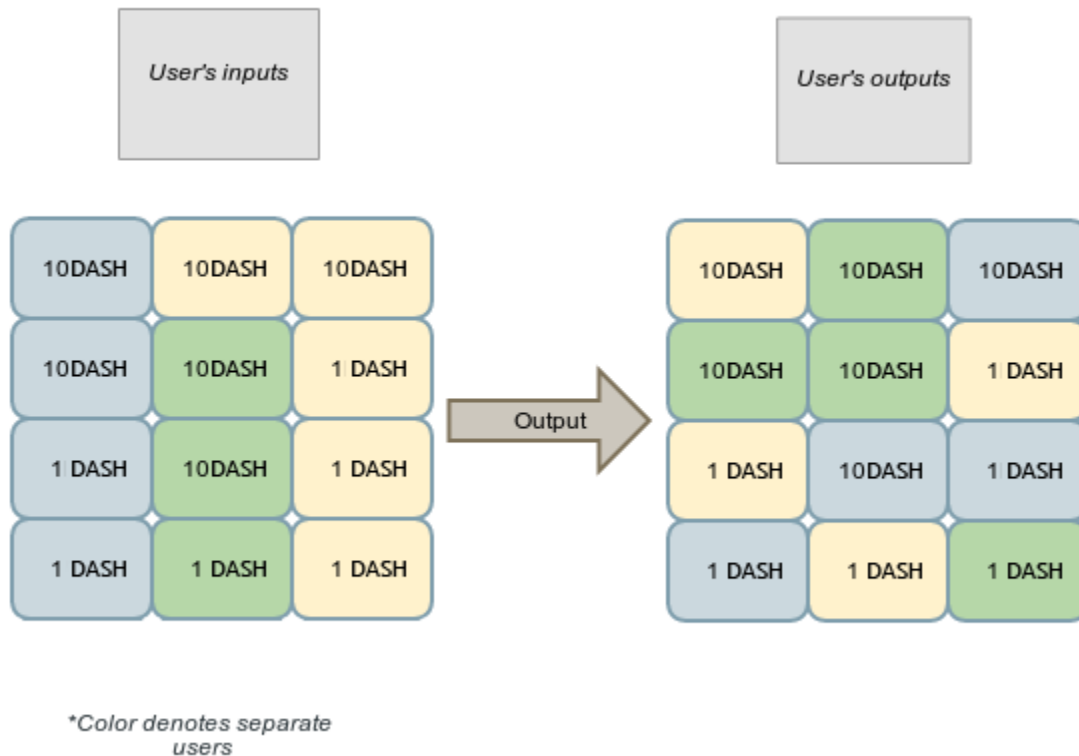 User's inputs
User's outputs
10DASH 10DASH 10DASH
10DASH 10DASH 1 DASH
1 DASH 10DASH 1 DASH
1 DASH 1 DASH 1 DASH
Output
10DASH 10DASH 10DASH
10DASH 10DASH 1 DASH
1 DASH 10DASH 1 DASH
1 DASH 1 DASH 1 DASH
*Color denotes separate
users